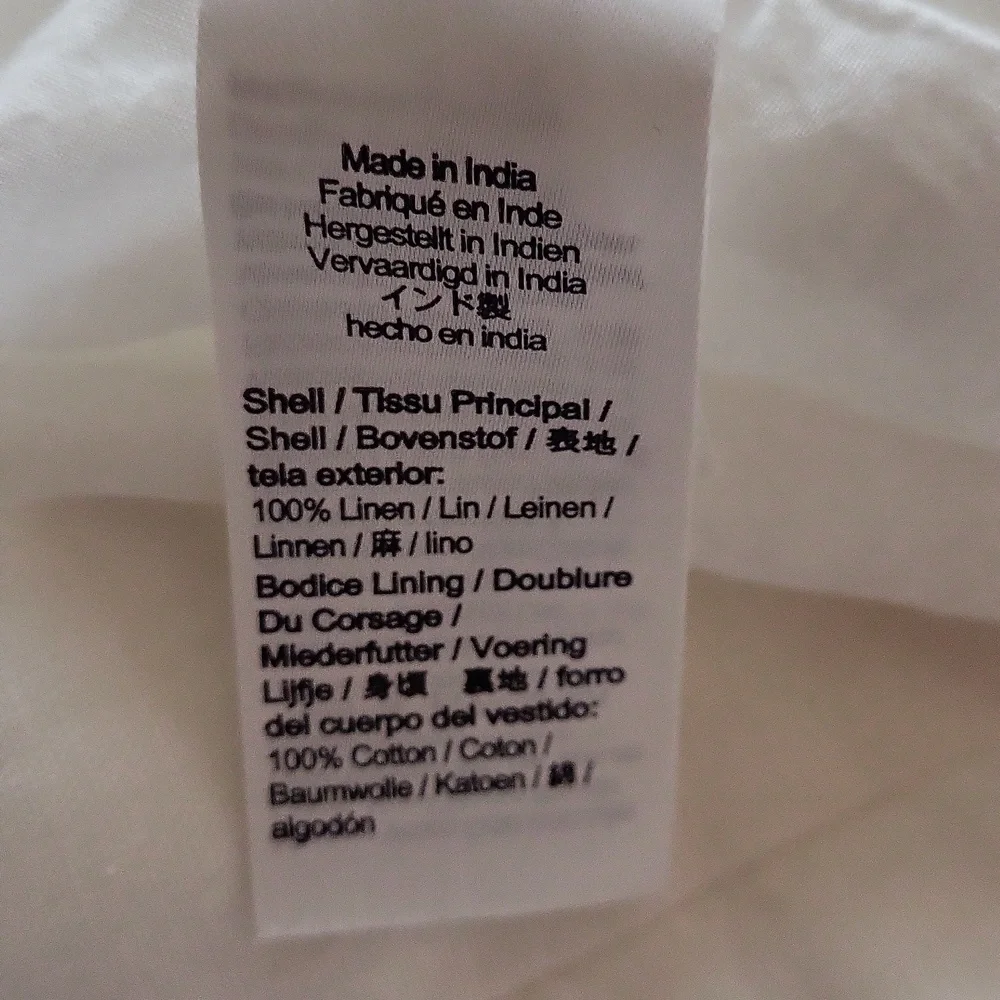 Made in India
Fabriqué en Inde
Hergestellt in Indien
Vervaardigd in India
インド製
hecho en india
Shell / Tissu Principal /
Shell / Bovenstof / 表地 /
tela exterior:
100% Linen / Lin / Leinen /
Linnen / 麻 / lino
Bodice Lining / Doublure
Du Corsage /
Miederfutter / Voering
Lijfje / 身頃　裏地 / forro
del cuerpo del vestido:
100% Cotton / Coton /
Baumwolle / Katoen / 綿 /
algodón